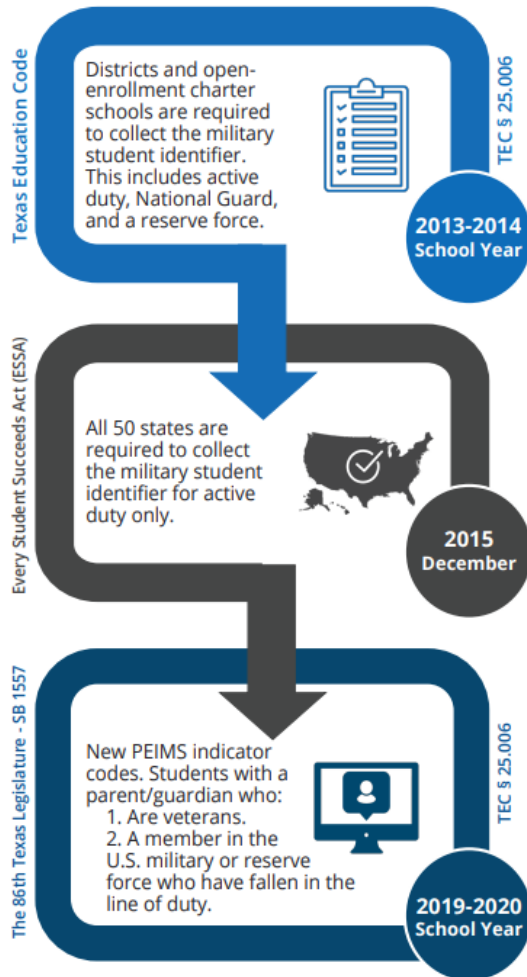 Texas Education Code
Districts and open-
enrollment charter
schools are required
to collect the military
student identifier.
This includes active
duty, National Guard,
and a reserve force.
TEC § 25.006
2013-2014
School Year
Every Student Succeeds Act (ESSA)
All 50 states are
required to collect
the military student
identifier for active
duty only.
2015
December
The 86th Texas Legislature - SB 1557
New PEIMS indicator
codes. Students with a
parent/guardian who:
1. Are veterans.
2. A member in the
U.S. military or reserve
force who have fallen in the
line of duty.
TEC § 25.006
2019-2020
School Year